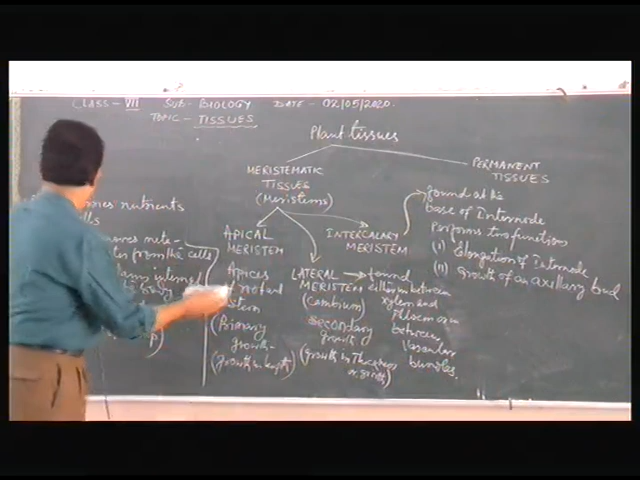 CLASS - VII SUB - BIOLOGY DATE - 02/05/2020.
TOPIC - TISSUES
Plant tissues
MERISTEMATIC
TISSUES
(Meristems)
PERMANENT
TISSUES
APICAL
MERISTEM
Apices
of root and
stem
(Primary
growth -
(growth in length)
LATERAL
MERISTEM
(Cambium)
Secondary
growth
(growth in Thickness
or girth)
found
either in between
xylem and
Phloem or in
between
Vascular
bundles.
INTERCALARY
MERISTEM
found at the
base of Internode
Performs two functions
(i) Elongation of Internode
(ii) growth of an axillary bud
nutrients
from the cells